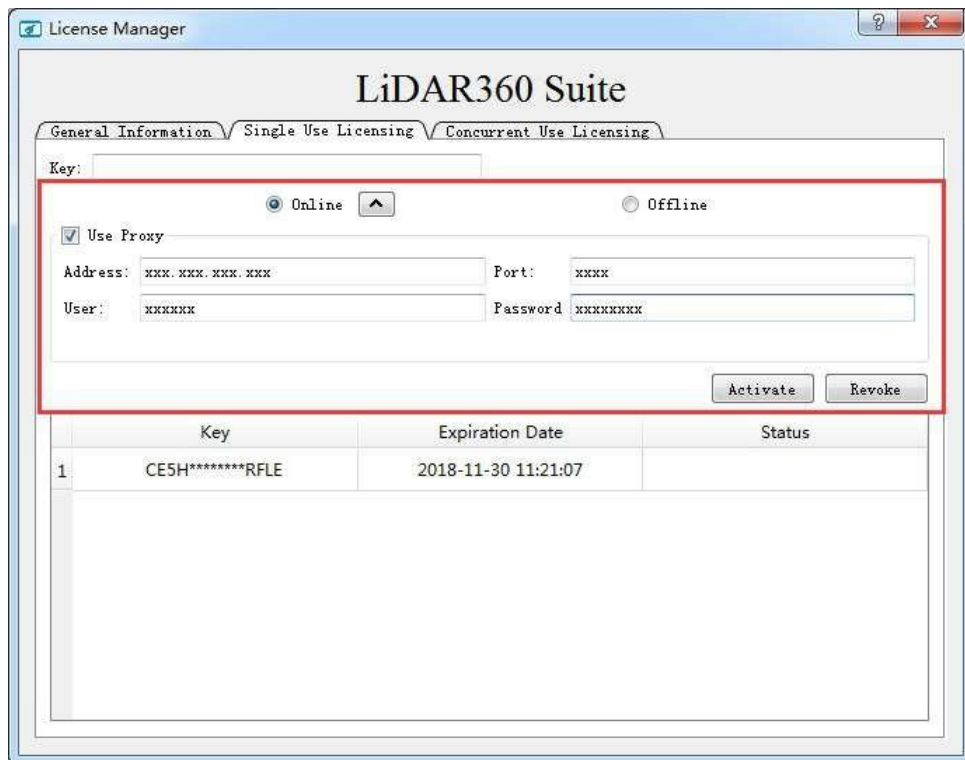 License Manager
LiDAR360 Suite
General Information Single Use Licensing Concurrent Use Licensing
Key:
Online Offline
Use Proxy
Address: xxx.xxx.xxx.xxx Port: xxxx
User: xxxxxx Password xxxxxxxx
Activate Revoke
Key Expiration Date Status
1 CE5H********RFLE 2018-11-30 11:21:07